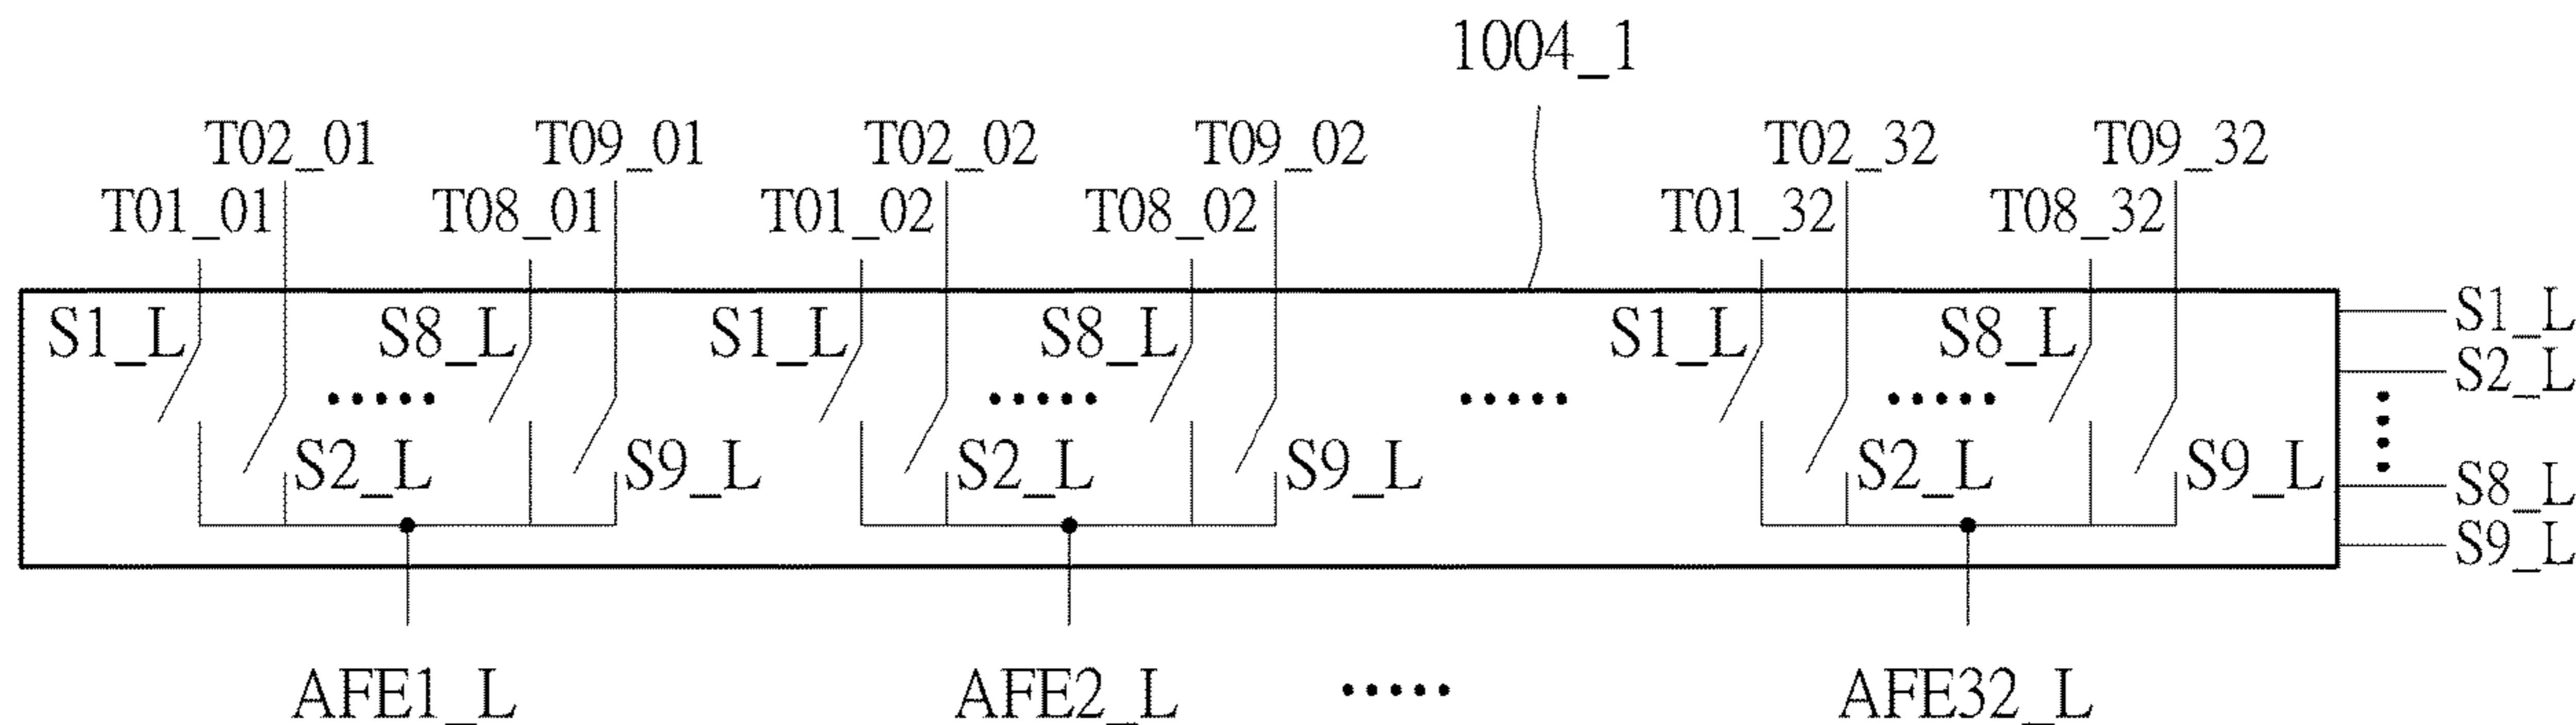 1004_1
T02_01 T09_01 T02_02 T09_02 T02_32 T09_32
T01_01 T08_01 T01_02 T08_02 T01_32 T08_32
S1_L S8_L S1_L S8_L S1_L S8_L S1_L
S2_L
S2_L S9_L S2_L S9_L S2_L S9_L S8_L
S9_L
AFE1_L AFE2_L ..... AFE32_L